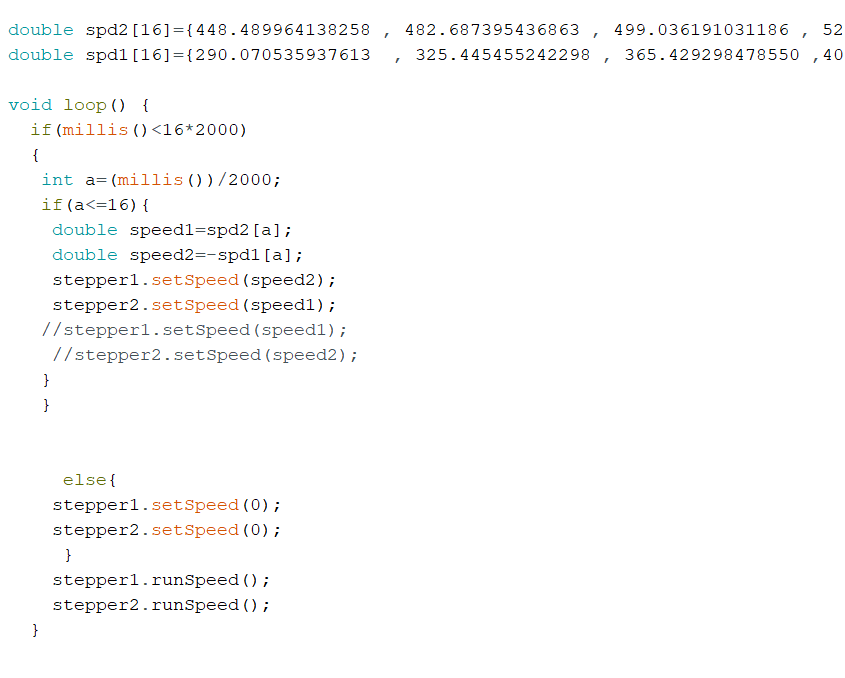 double spd2[16]={448.489964138258 , 482.687395436863 , 499.036191031186 , 52
double spd1[16]={290.070535937613  , 325.445455242298 , 365.429298478550 ,40
void loop() {
if(millis()<16*2000)
{
int a=(millis())/2000;
if(a<=16){
double speed1=spd2[a];
double speed2=-spd1[a];
stepper1.setSpeed(speed2);
stepper2.setSpeed(speed1);
//stepper1.setSpeed(speed1);
//stepper2.setSpeed(speed2);
}
}
else{
stepper1.setSpeed(0);
stepper2.setSpeed(0);
}
stepper1.runSpeed();
stepper2.runSpeed();
}